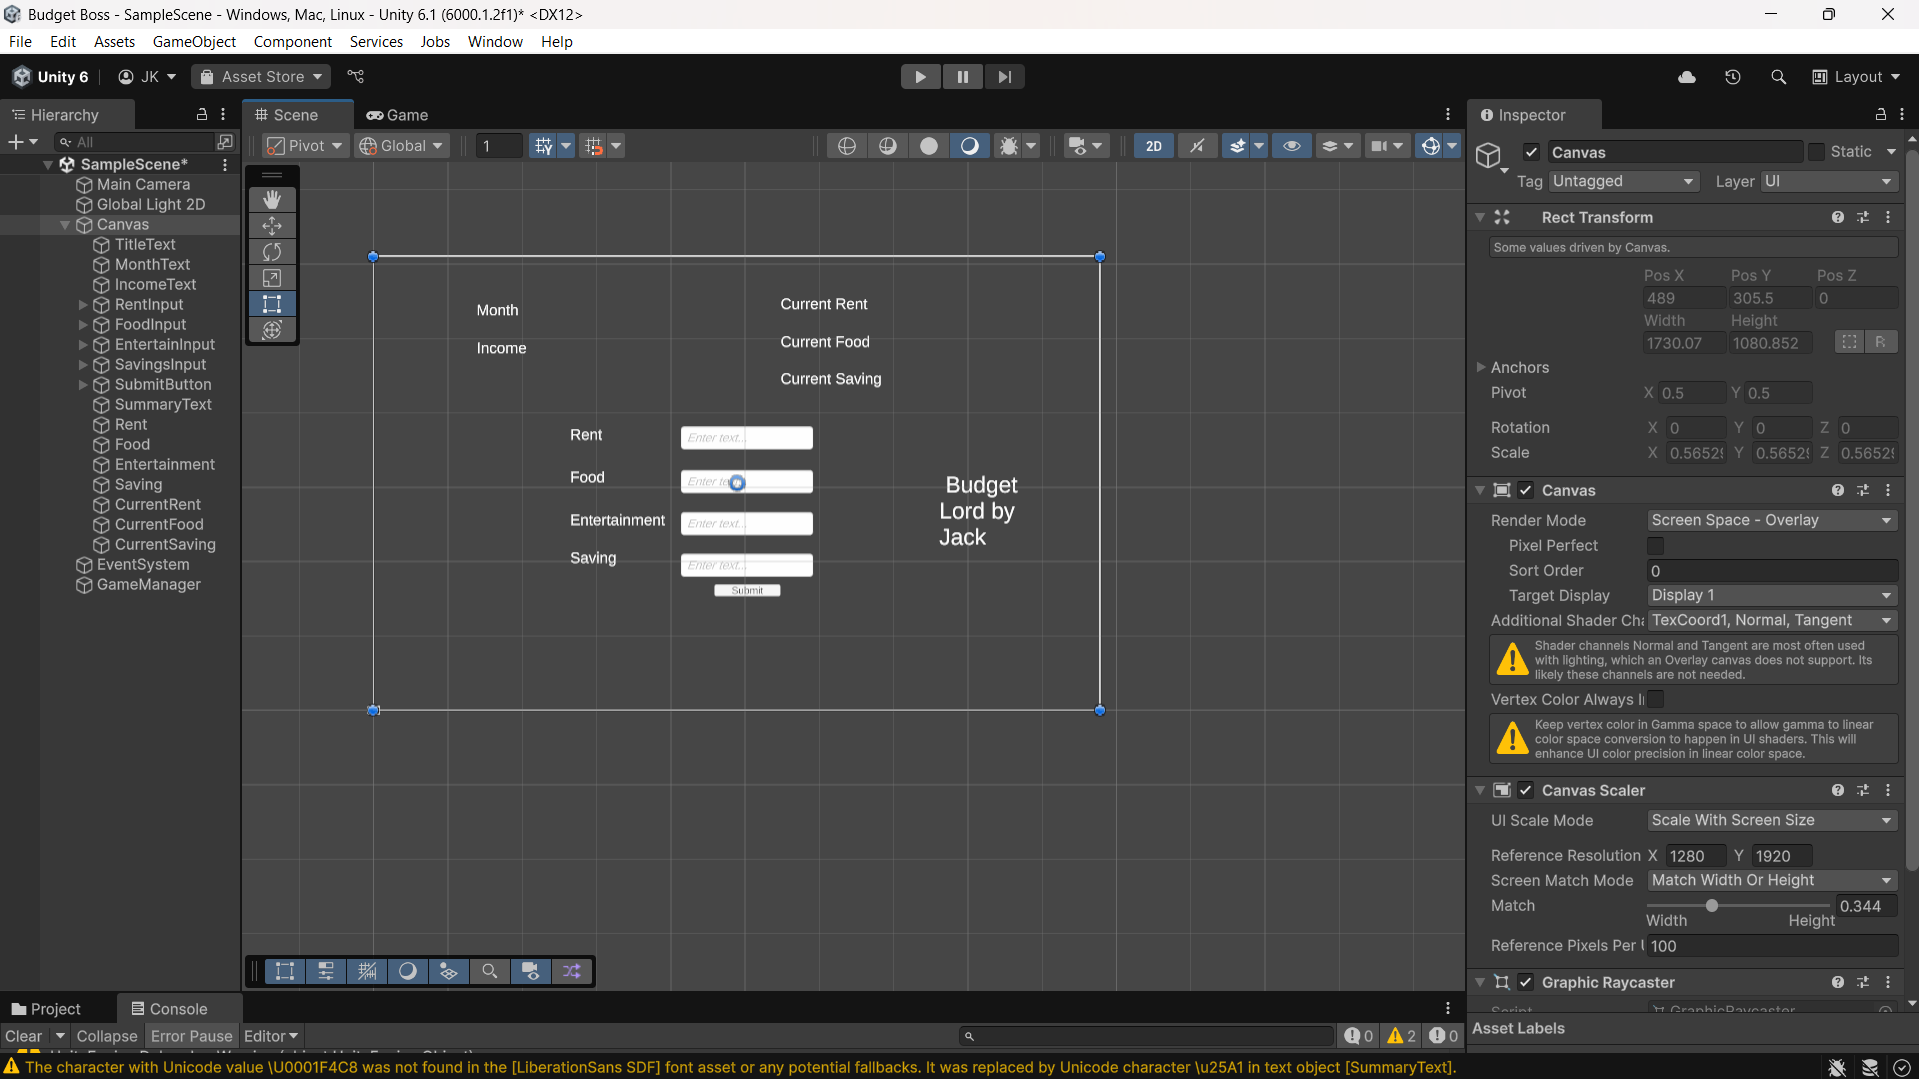 Budget Boss - SampleScene - Windows, Mac, Linux - Unity 6.1 (6000.1.2f1)* <DX12>
File Edit Assets GameObject Component Services Jobs Window Help
Unity 6 JK Asset Store Layout
Hierarchy
All
SampleScene*
Main Camera
Global Light 2D
Canvas
TitleText
MonthText
IncomeText
RentInput
FoodInput
EntertainInput
SavingsInput
SubmitButton
SummaryText
Rent
Food
Entertainment
Saving
CurrentRent
CurrentFood
CurrentSaving
EventSystem
GameManager
Scene Game
Pivot Global 1 2D
Month
Income
Current Rent
Current Food
Current Saving
Rent Enter text...
Food Enter te
Entertainment Enter text...
Saving Enter text...
Submit
Budget
Lord by
Jack
Inspector
Canvas Static
Tag Untagged Layer UI
Rect Transform
Some values driven by Canvas.
Pos X Pos Y Pos Z
489 305.5 0
Width Height
1730.07 1080.852 R
Anchors
Pivot X 0.5 Y 0.5
Rotation X 0 Y 0 Z 0
Scale X 0.5652 Y 0.5652 Z 0.5652
Canvas
Render Mode Screen Space - Overlay
Pixel Perfect
Sort Order 0
Target Display Display 1
Additional Shader Cha TexCoord1, Normal, Tangent
Shader channels Normal and Tangent are most often used
with lighting, which an Overlay canvas does not support. Its
likely these channels are not needed.
Vertex Color Always I
Keep vertex color in Gamma space to allow gamma to linear
color space conversion to happen in UI shaders. This will
enhance UI color precision in linear color space.
Canvas Scaler
UI Scale Mode Scale With Screen Size
Reference Resolution X 1280 Y 1920
Screen Match Mode Match Width Or Height
Match 0.344
Width Height
Reference Pixels Per U 100
Graphic Raycaster
Script GraphicRaycaster
Asset Labels
Project Console
Clear Collapse Error Pause Editor 0 2 0
The character with Unicode value \U0001F4C8 was not found in the [LiberationSans SDF] font asset or any potential fallbacks. It was replaced by Unicode character \u25A1 in text object [SummaryText].